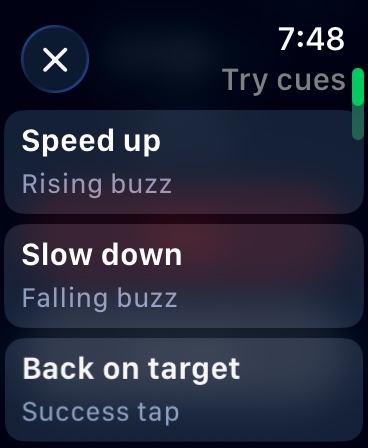 7:48
Try cues
Speed up
Rising buzz
Slow down
Falling buzz
Back on target
Success tap